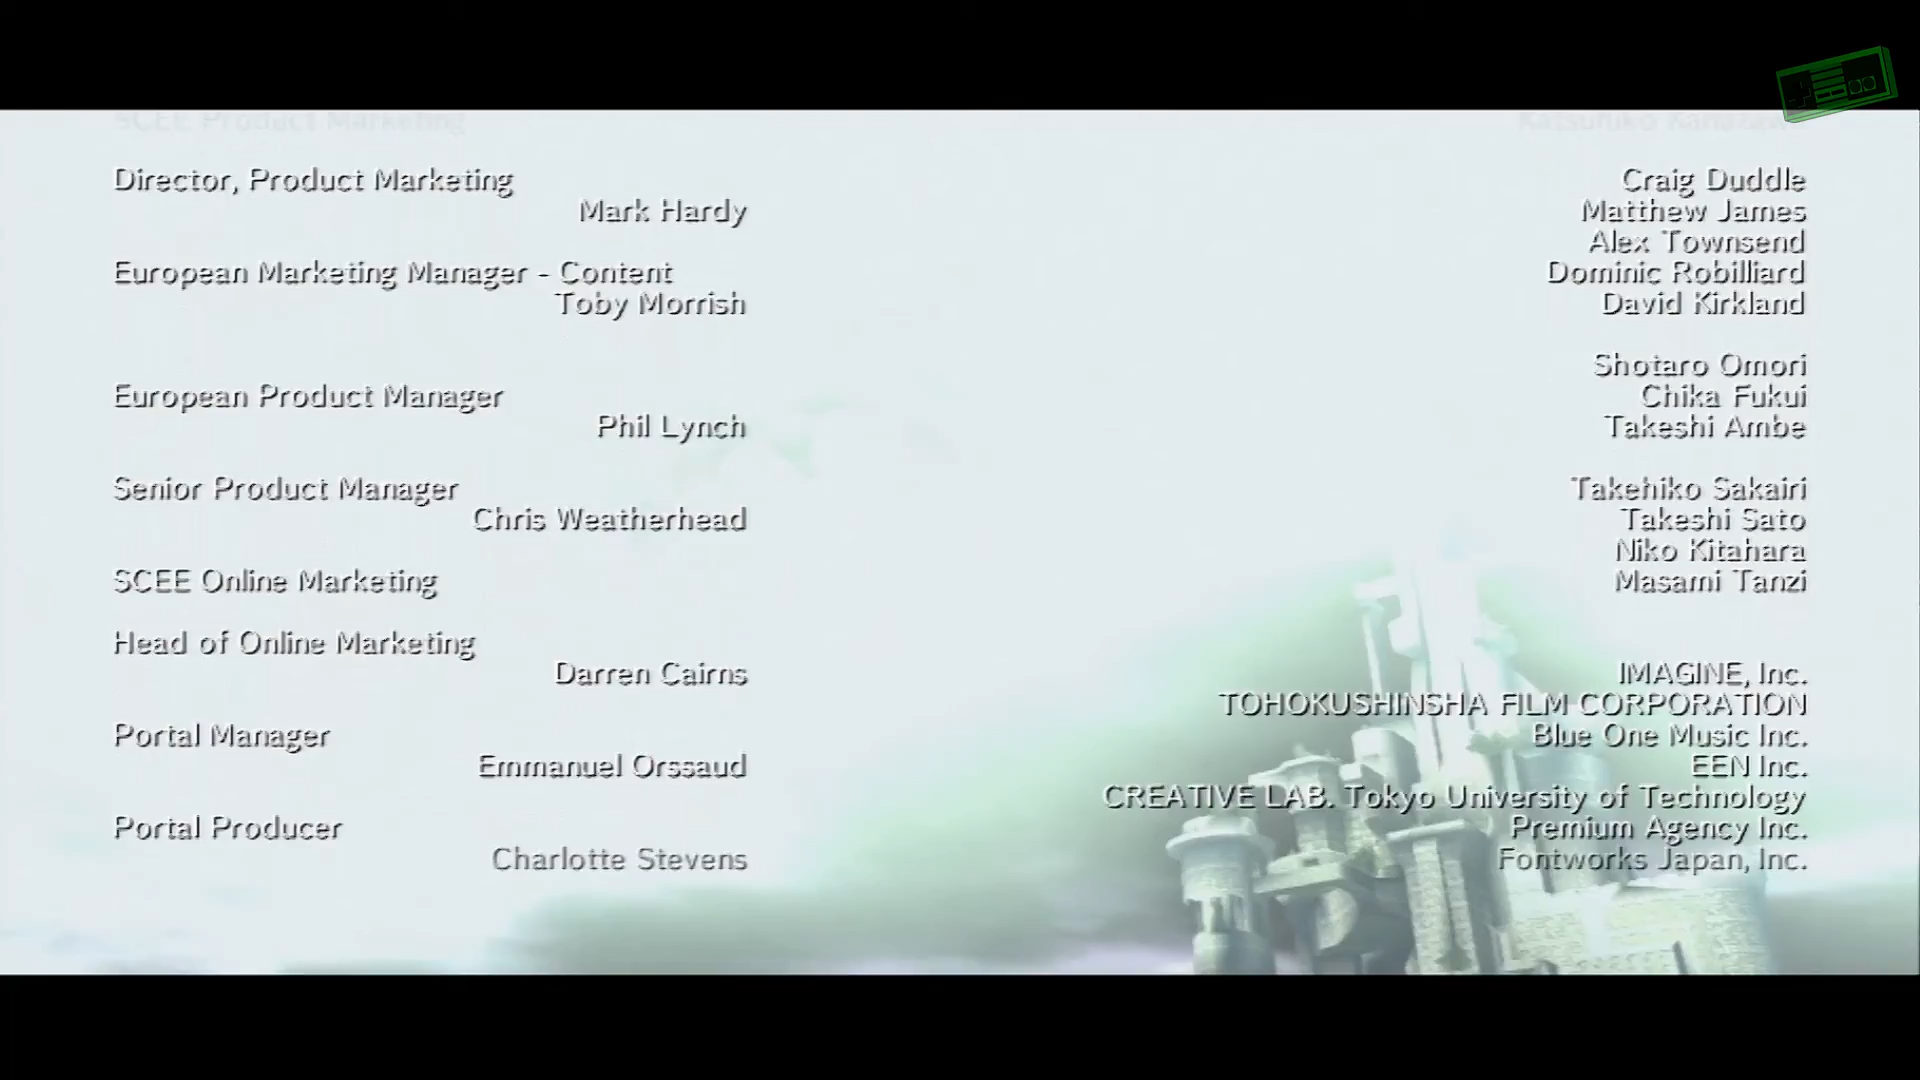 SCEE Product Marketing
Director, Product Marketing
Mark Hardy
European Marketing Manager - Content
Toby Morrish
European Product Manager
Phil Lynch
Senior Product Manager
Chris Weatherhead
SCEE Online Marketing
Head of Online Marketing
Darren Cairns
Portal Manager
Emmanuel Orssaud
Portal Producer
Charlotte Stevens
Craig Duddle
Matthew James
Alex Townsend
Dominic Robilliard
David Kirkland
Shotaro Omori
Chika Fukui
Takeshi Ambe
Takehiko Sakairi
Takeshi Sato
Niko Kitahara
Masami Tanzi
IMAGINE, Inc.
TOHOKUSHINSHA FILM CORPORATION
Blue One Music Inc.
EEN Inc.
CREATIVE LAB. Tokyo University of Technology
Premium Agency Inc.
Fontworks Japan, Inc.